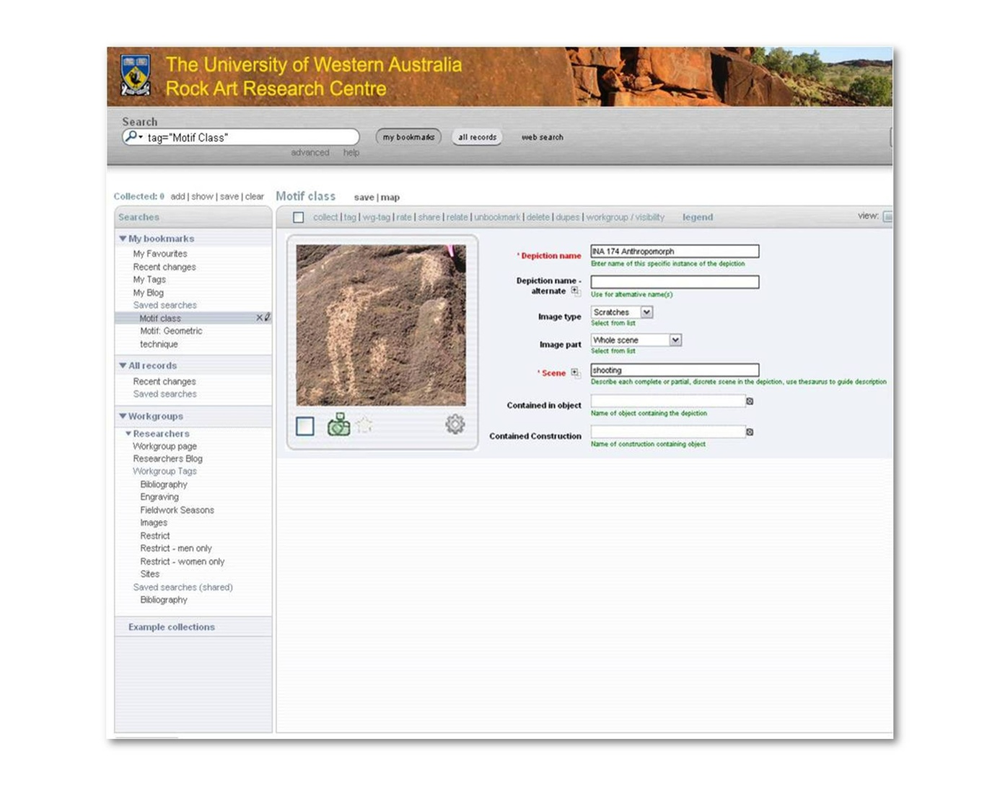 The University of Western Australia
Rock Art Research Centre
Search
tag="Motif Class"
my bookmarks
all records
web search
advanced
help
Collected: 0 add | show | save | clear
Motif class save | map
Searches
collect | tag | wg-tag | rate | share | relate | unbookmark | delete | dupes | workgroup / visibility legend
view:
My bookmarks
My Favourites
Recent changes
My Tags
My Blog
Saved searches
Motif class
Motif: Geometric
technique
All records
Recent changes
Saved searches
Workgroups
Researchers
Workgroup page
Researchers Blog
Workgroup Tags
Bibliography
Engraving
Fieldwork Seasons
Images
Restrict
Restrict - men only
Restrict - women only
Sites
Saved searches (shared)
Bibliography
Example collections
* Depiction name
INA 174 Anthropomorph
Enter name of this specific instance of the depiction
Depiction name -
alternate
Use for alternative name(s)
Image type
Scratches
Select from list
Image part
Whole scene
Select from list
* Scene
shooting
Describe each complete or partial, discrete scene in the depiction, use thesaurus to guide description
Contained in object
Name of object containing the depiction
Contained Construction
Name of construction containing object